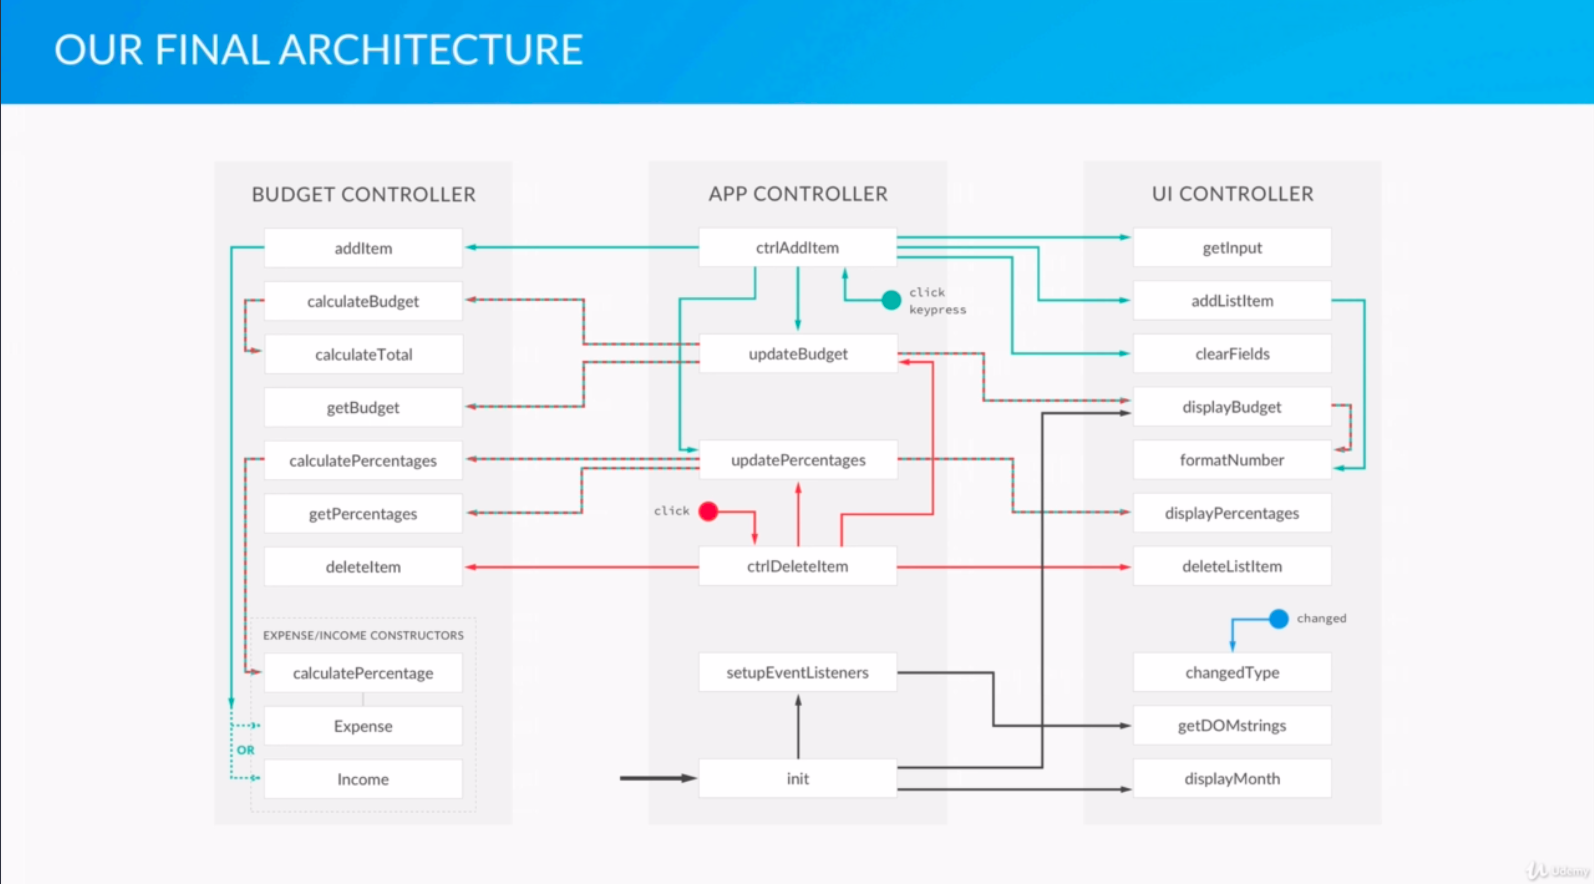 OUR FINAL ARCHITECTURE
BUDGET CONTROLLER
addItem
calculateBudget
calculateTotal
getBudget
calculatePercentages
getPercentages
deleteItem
EXPENSE/INCOME CONSTRUCTORS
calculatePercentage
Expense
OR
Income
APP CONTROLLER
ctrlAddItem
click
keypress
updateBudget
updatePercentages
click
ctrlDeleteItem
setupEventListeners
init
UI CONTROLLER
getInput
addListItem
clearFields
displayBudget
formatNumber
displayPercentages
deleteListItem
changed
changedType
getDOMstrings
displayMonth
Udemy